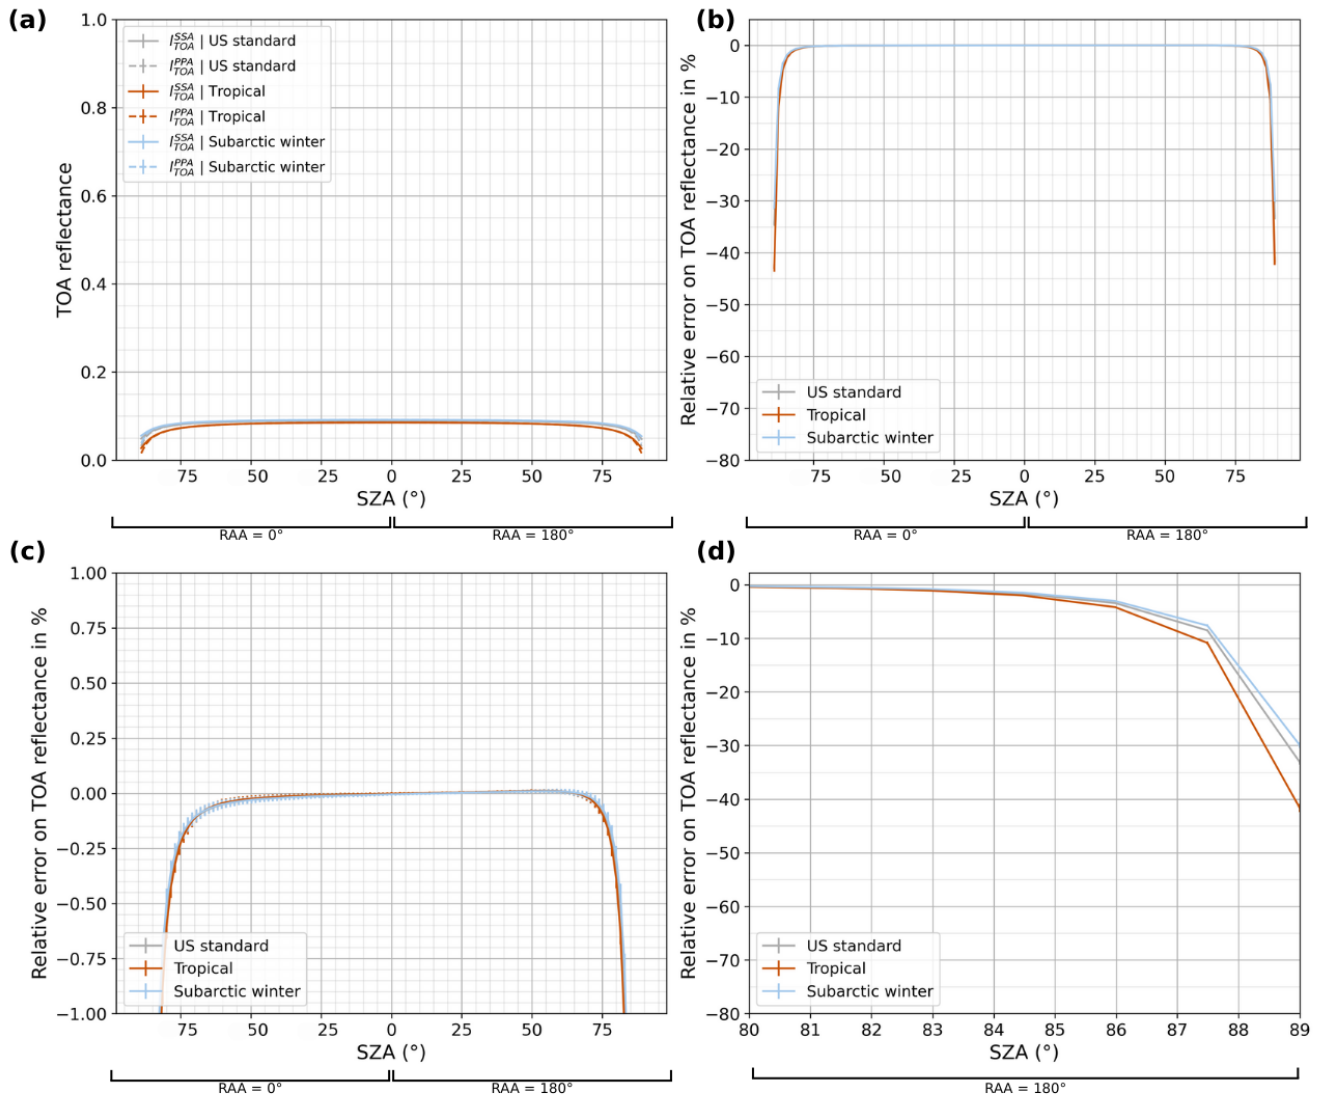 (a)
1.0
0.8
0.6
0.4
0.2
0.0
TOA reflectance
I_TOA^SSA | US standard
I_TOA^PPA | US standard
I_TOA^SSA | Tropical
I_TOA^PPA | Tropical
I_TOA^SSA | Subarctic winter
I_TOA^PPA | Subarctic winter
75 50 25 0 25 50 75
SZA (°)
RAA = 0° RAA = 180°
(b)
0
−10
−20
−30
−40
−50
−60
−70
−80
Relative error on TOA reflectance in %
US standard
Tropical
Subarctic winter
75 50 25 0 25 50 75
SZA (°)
RAA = 0° RAA = 180°
(c)
1.00
0.75
0.50
0.25
0.00
−0.25
−0.50
−0.75
−1.00
Relative error on TOA reflectance in %
US standard
Tropical
Subarctic winter
75 50 25 0 25 50 75
SZA (°)
RAA = 0° RAA = 180°
(d)
0
−10
−20
−30
−40
−50
−60
−70
−80
Relative error on TOA reflectance in %
US standard
Tropical
Subarctic winter
80 81 82 83 84 85 86 87 88 89
SZA (°)
RAA = 180°